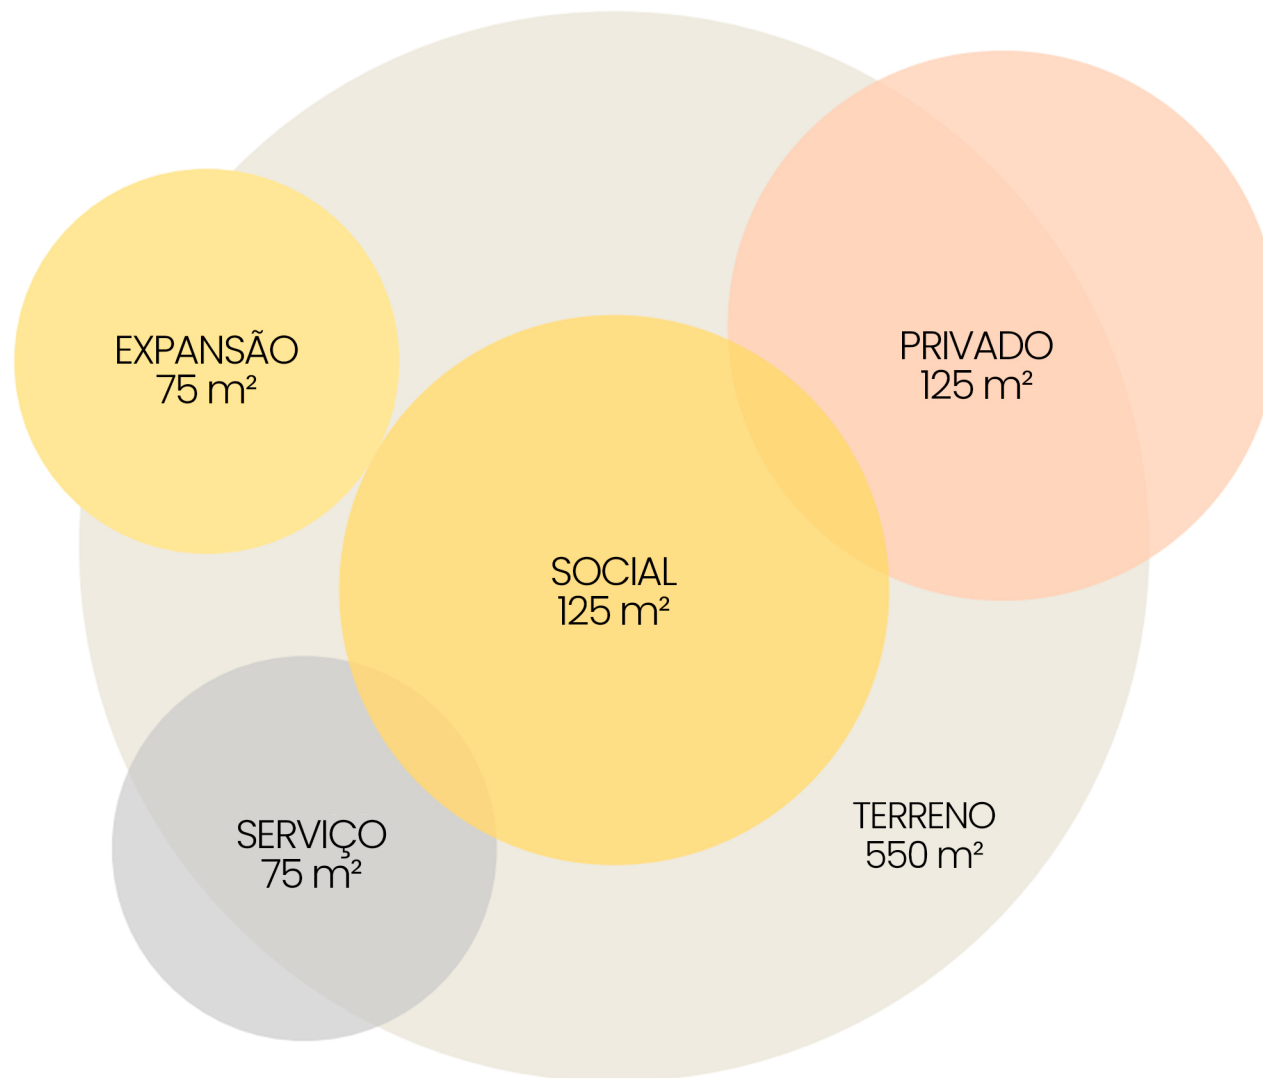 EXPANSÃO
75 m²
PRIVADO
125 m²
SOCIAL
125 m²
SERVIÇO
75 m²
TERRENO
550 m²